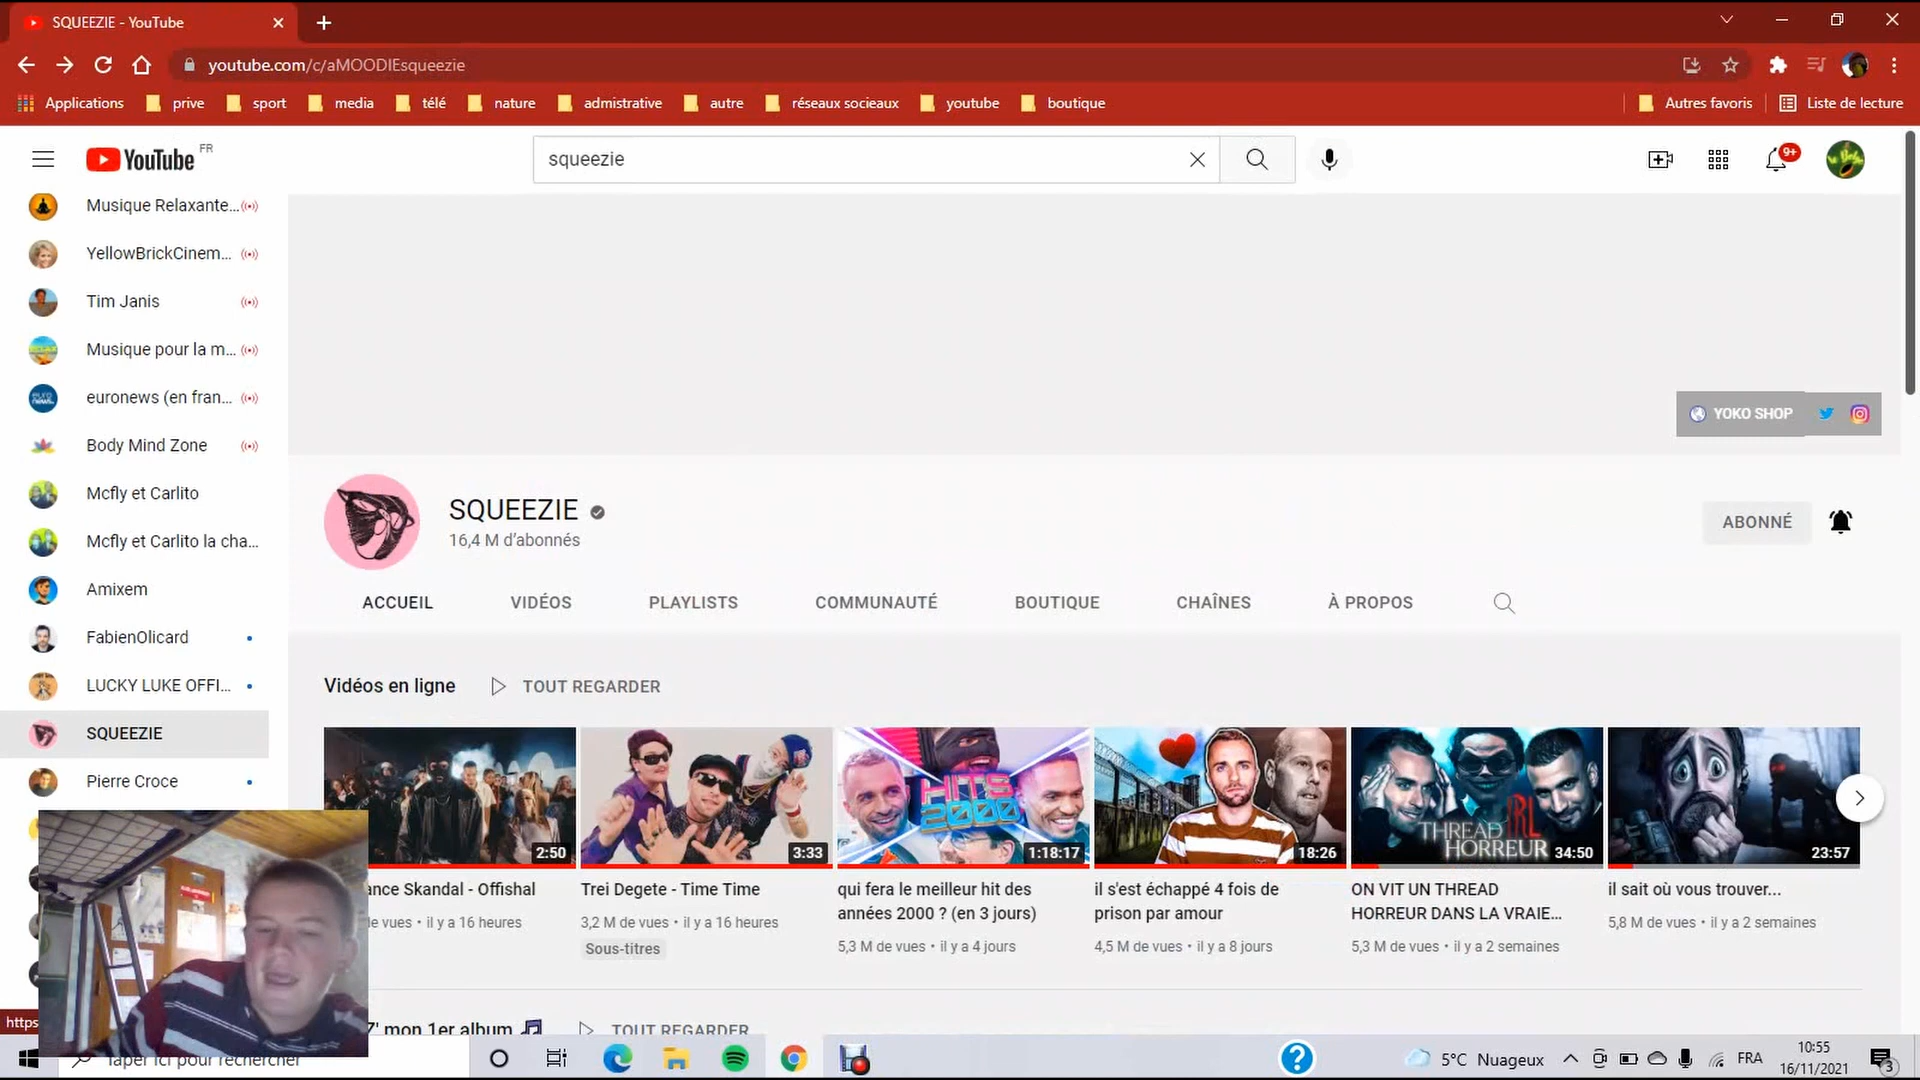 SQUEEZIE - YouTube
youtube.com/c/aMOODIEsqueezie
Applications prive sport media télé nature admistrative autre réseaux socieaux youtube boutique Autres favoris Liste de lecture
YouTube FR
squeezie
9+
Musique Relaxante...
YellowBrickCinem...
Tim Janis
Musique pour la m...
euronews (en fran...
Body Mind Zone
Mcfly et Carlito
Mcfly et Carlito la cha...
Amixem
FabienOlicard
LUCKY LUKE OFFI...
SQUEEZIE
Pierre Croce
YOKO SHOP
SQUEEZIE
16,4 M d'abonnés
ABONNÉ
ACCUEIL VIDÉOS PLAYLISTS COMMUNAUTÉ BOUTIQUE CHAÎNES À PROPOS
Vidéos en ligne TOUT REGARDER
2:50
ance Skandal - Offishal
de vues • il y a 16 heures
3:33
Trei Degete - Time Time
3,2 M de vues • il y a 16 heures
Sous-titres
HITS
2000
1:18:17
qui fera le meilleur hit des
années 2000 ? (en 3 jours)
5,3 M de vues • il y a 4 jours
18:26
il s'est échappé 4 fois de
prison par amour
4,5 M de vues • il y a 8 jours
THREAD IRL
HORREUR
34:50
ON VIT UN THREAD
HORREUR DANS LA VRAIE...
5,3 M de vues • il y a 2 semaines
23:57
il sait où vous trouver...
5,8 M de vues • il y a 2 semaines
Z' mon 1er album TOUT REGARDER
https
Taper ici pour rechercher
5°C Nuageux
FRA
10:55
16/11/2021
3